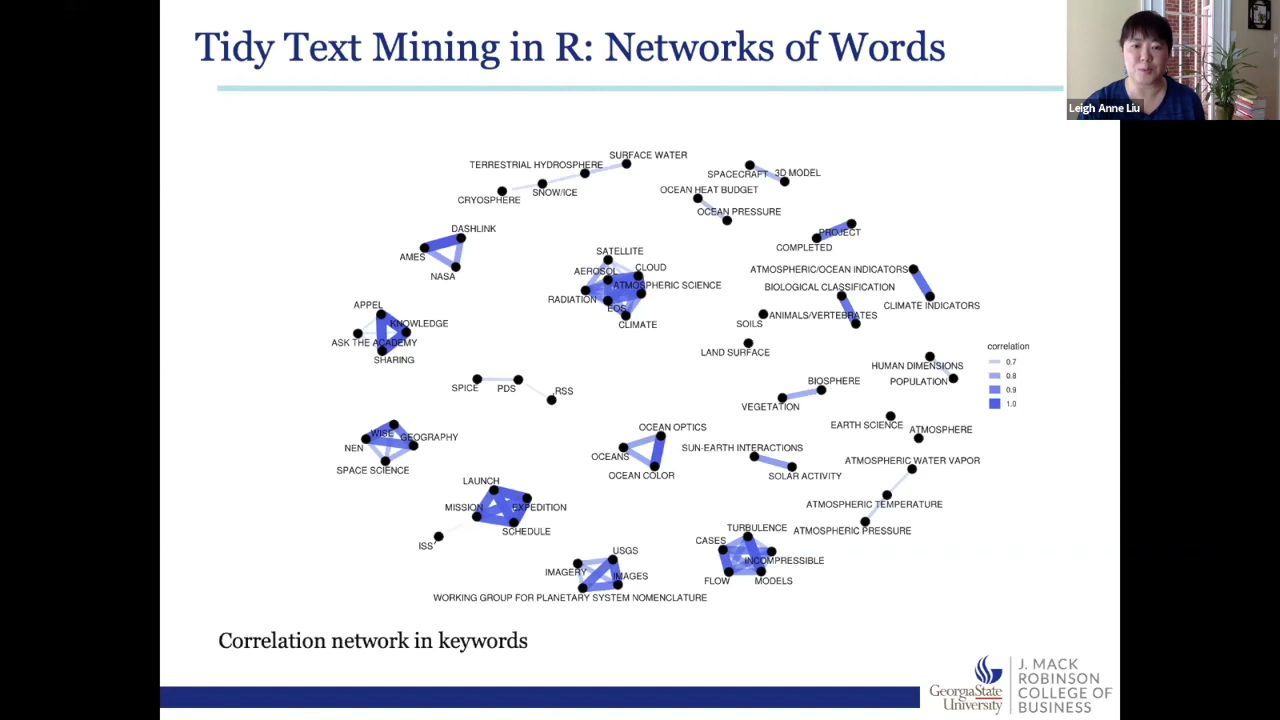 Tidy Text Mining in R: Networks of Words
Leigh Anne Liu
SURFACE WATER
TERRESTRIAL HYDROSPHERE
SNOW/ICE
CRYOSPHERE
SPACECRAFT
3D MODEL
OCEAN HEAT BUDGET
OCEAN PRESSURE
DASHLINK
AMES
NASA
PROJECT
COMPLETED
SATELLITE
AEROSOL
CLOUD
ATMOSPHERIC SCIENCE
RADIATION
EOS
CLIMATE
ATMOSPHERIC/OCEAN INDICATORS
BIOLOGICAL CLASSIFICATION
CLIMATE INDICATORS
ANIMALS/VERTEBRATES
SOILS
LAND SURFACE
APPEL
KNOWLEDGE
ASK THE ACADEMY
SHARING
HUMAN DIMENSIONS
POPULATION
correlation
0.7
0.8
0.9
1.0
SPICE
PDS
RSS
BIOSPHERE
VEGETATION
EARTH SCIENCE
ATMOSPHERE
WISE
NEN
GEOGRAPHY
SPACE SCIENCE
OCEAN OPTICS
OCEANS
OCEAN COLOR
SUN-EARTH INTERACTIONS
SOLAR ACTIVITY
ATMOSPHERIC WATER VAPOR
ATMOSPHERIC TEMPERATURE
ATMOSPHERIC PRESSURE
LAUNCH
MISSION
EXPEDITION
SCHEDULE
ISS
TURBULENCE
CASES
INCOMPRESSIBLE
FLOW
MODELS
USGS
IMAGERY
IMAGES
WORKING GROUP FOR PLANETARY SYSTEM NOMENCLATURE
Correlation network in keywords
GeorgiaState
University
J. MACK
ROBINSON
COLLEGE OF
BUSINESS